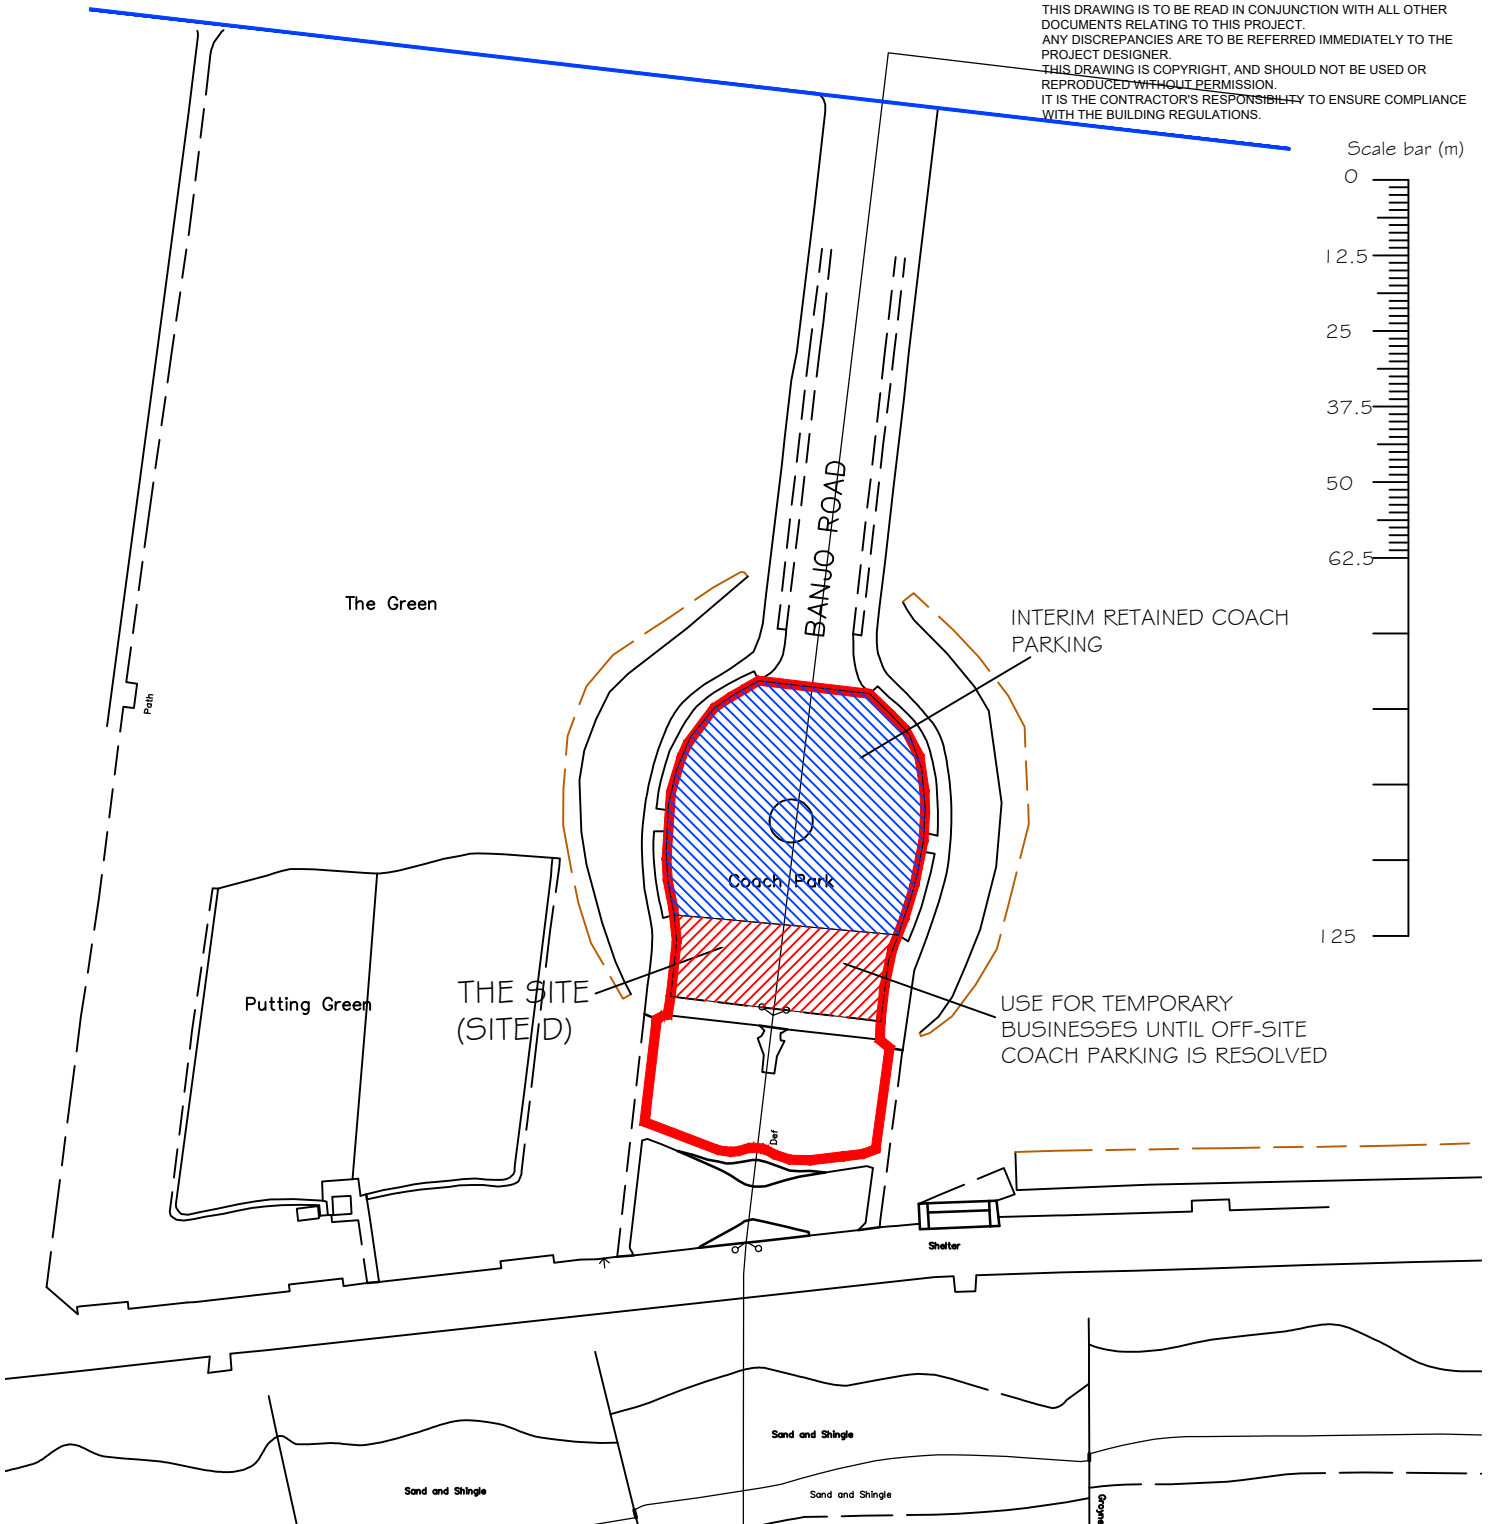 THIS DRAWING IS TO BE READ IN CONJUNCTION WITH ALL OTHER
DOCUMENTS RELATING TO THIS PROJECT.
ANY DISCREPANCIES ARE TO BE REFERRED IMMEDIATELY TO THE
PROJECT DESIGNER.
THIS DRAWING IS COPYRIGHT, AND SHOULD NOT BE USED OR
REPRODUCED WITHOUT PERMISSION.
IT IS THE CONTRACTOR'S RESPONSIBILITY TO ENSURE COMPLIANCE
WITH THE BUILDING REGULATIONS.
Scale bar (m)
0
12.5
25
37.5
50
62.5
125
BANJO ROAD
The Green
INTERIM RETAINED COACH
PARKING
Path
Coach Park
THE SITE
(SITE D)
Putting Green
USE FOR TEMPORARY
BUSINESSES UNTIL OFF-SITE
COACH PARKING IS RESOLVED
Def
Shelter
Sand and Shingle
Sand and Shingle
Sand and Shingle
Groyne